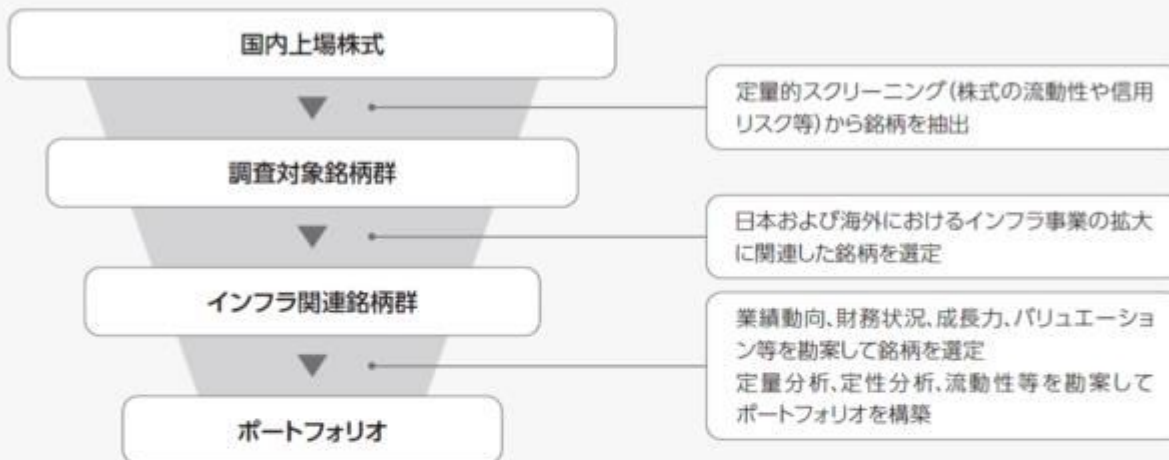 国内上場株式
定量的スクリーニング(株式の流動性や信用
リスク等)から銘柄を抽出
調査対象銘柄群
日本および海外におけるインフラ事業の拡大
に関連した銘柄を選定
インフラ関連銘柄群
業績動向、財務状況、成長力、バリュエーショ
ン等を勘案して銘柄を選定
定量分析、定性分析、流動性等を勘案して
ポートフォリオを構築
ポートフォリオ